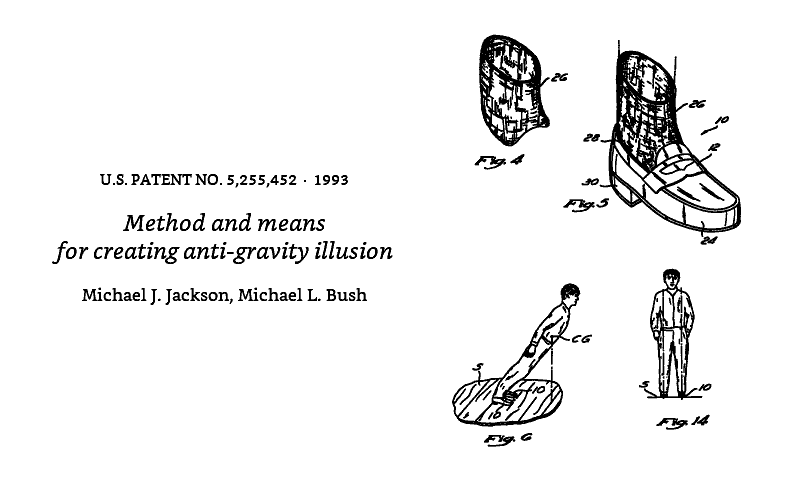 U.S. PATENT NO. 5,255,452 · 1993
Method and means
for creating anti-gravity illusion
Michael J. Jackson, Michael L. Bush
26
Fig. 4
26
10
28
12
30
Fig. 5
24
CG
5
10
10
Fig. 6
5
10
Fig. 14